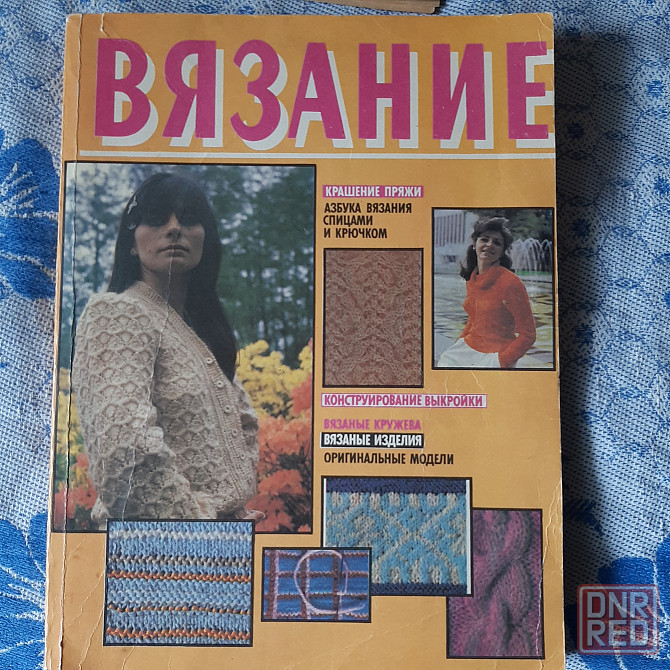 ВЯЗАНИЕ
КРАШЕНИЕ ПРЯЖИ
АЗБУКА ВЯЗАНИЯ
СПИЦАМИ
И КРЮЧКОМ
КОНСТРУИРОВАНИЕ ВЫКРОЙКИ
ВЯЗАНЫЕ КРУЖЕВА
ВЯЗАНЫЕ ИЗДЕЛИЯ
ОРИГИНАЛЬНЫЕ МОДЕЛИ
DNR
RED